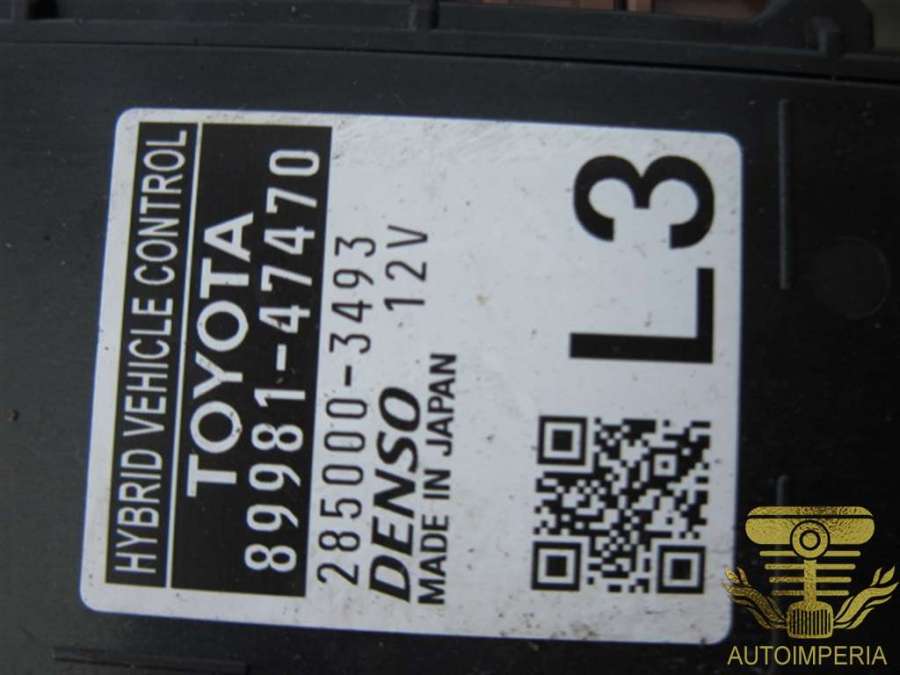 HYBRID VEHICLE CONTROL
TOYOTA
89981-47470
285000-3493
DENSO 12V
MADE IN JAPAN
L3
AUTOIMPERIA